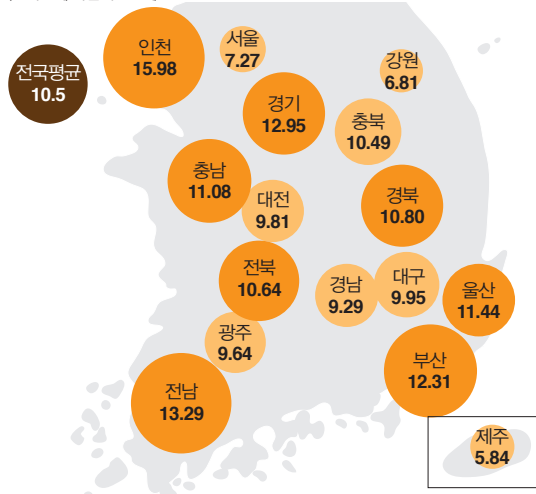 전국평균
10.5
인천
15.98
서울
7.27
강원
6.81
경기
12.95
충북
10.49
충남
11.08
대전
9.81
경북
10.80
전북
10.64
경남
9.29
대구
9.95
울산
11.44
광주
9.64
부산
12.31
전남
13.29
제주
5.84